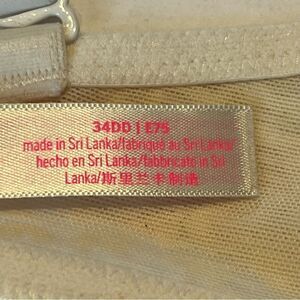 34DD | E75
made in Sri Lanka/fabriqué au Sri Lanka/
hecho en Sri Lanka/fabbricato in Sri
Lanka/斯里兰卡制造